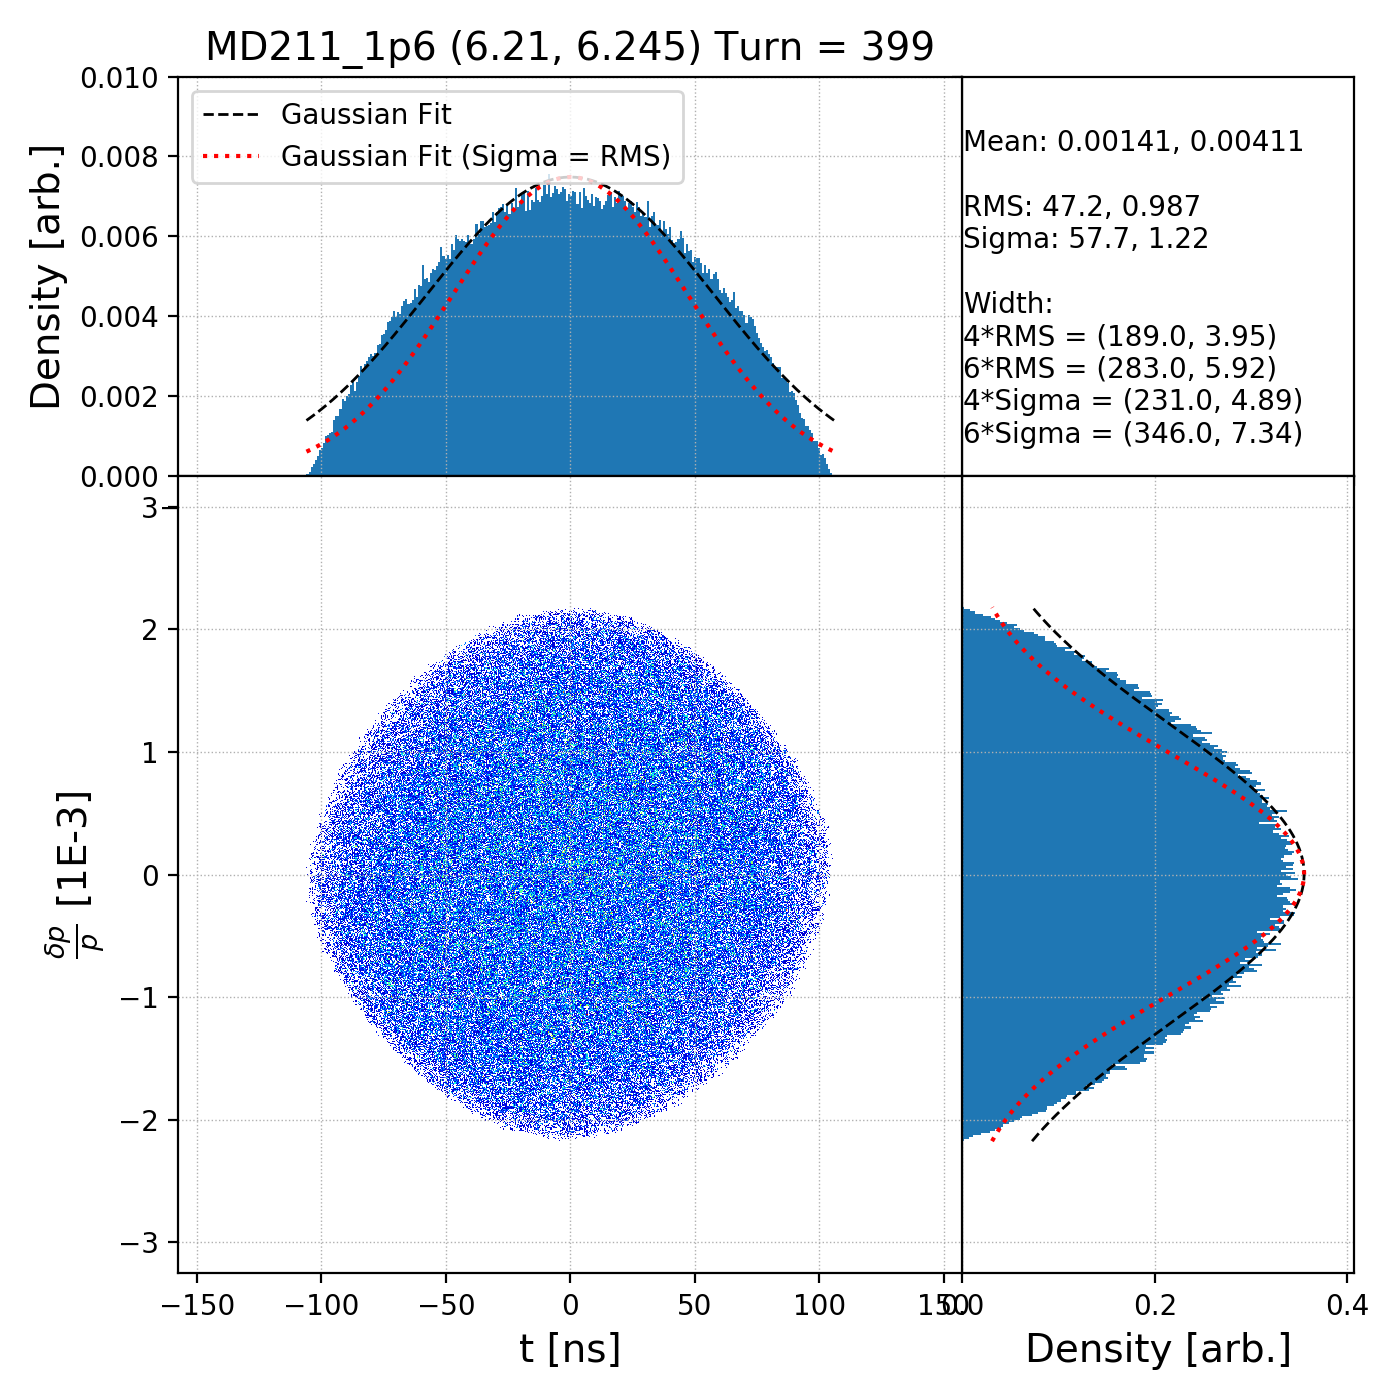 MD211_1p6 (6.21, 6.245) Turn = 399
0.010
0.008
0.006
0.004
0.002
0.000
Density [arb.]
Gaussian Fit
Gaussian Fit (Sigma = RMS)
Mean: 0.00141, 0.00411
RMS: 47.2, 0.987
Sigma: 57.7, 1.22
Width:
4*RMS = (189.0, 3.95)
6*RMS = (283.0, 5.92)
4*Sigma = (231.0, 4.89)
6*Sigma = (346.0, 7.34)
3
2
1
0
−1
−2
−3
δp/p [1E-3]
−150 −100 −50 0 50 100 150
t [ns]
0.0 0.2 0.4
Density [arb.]